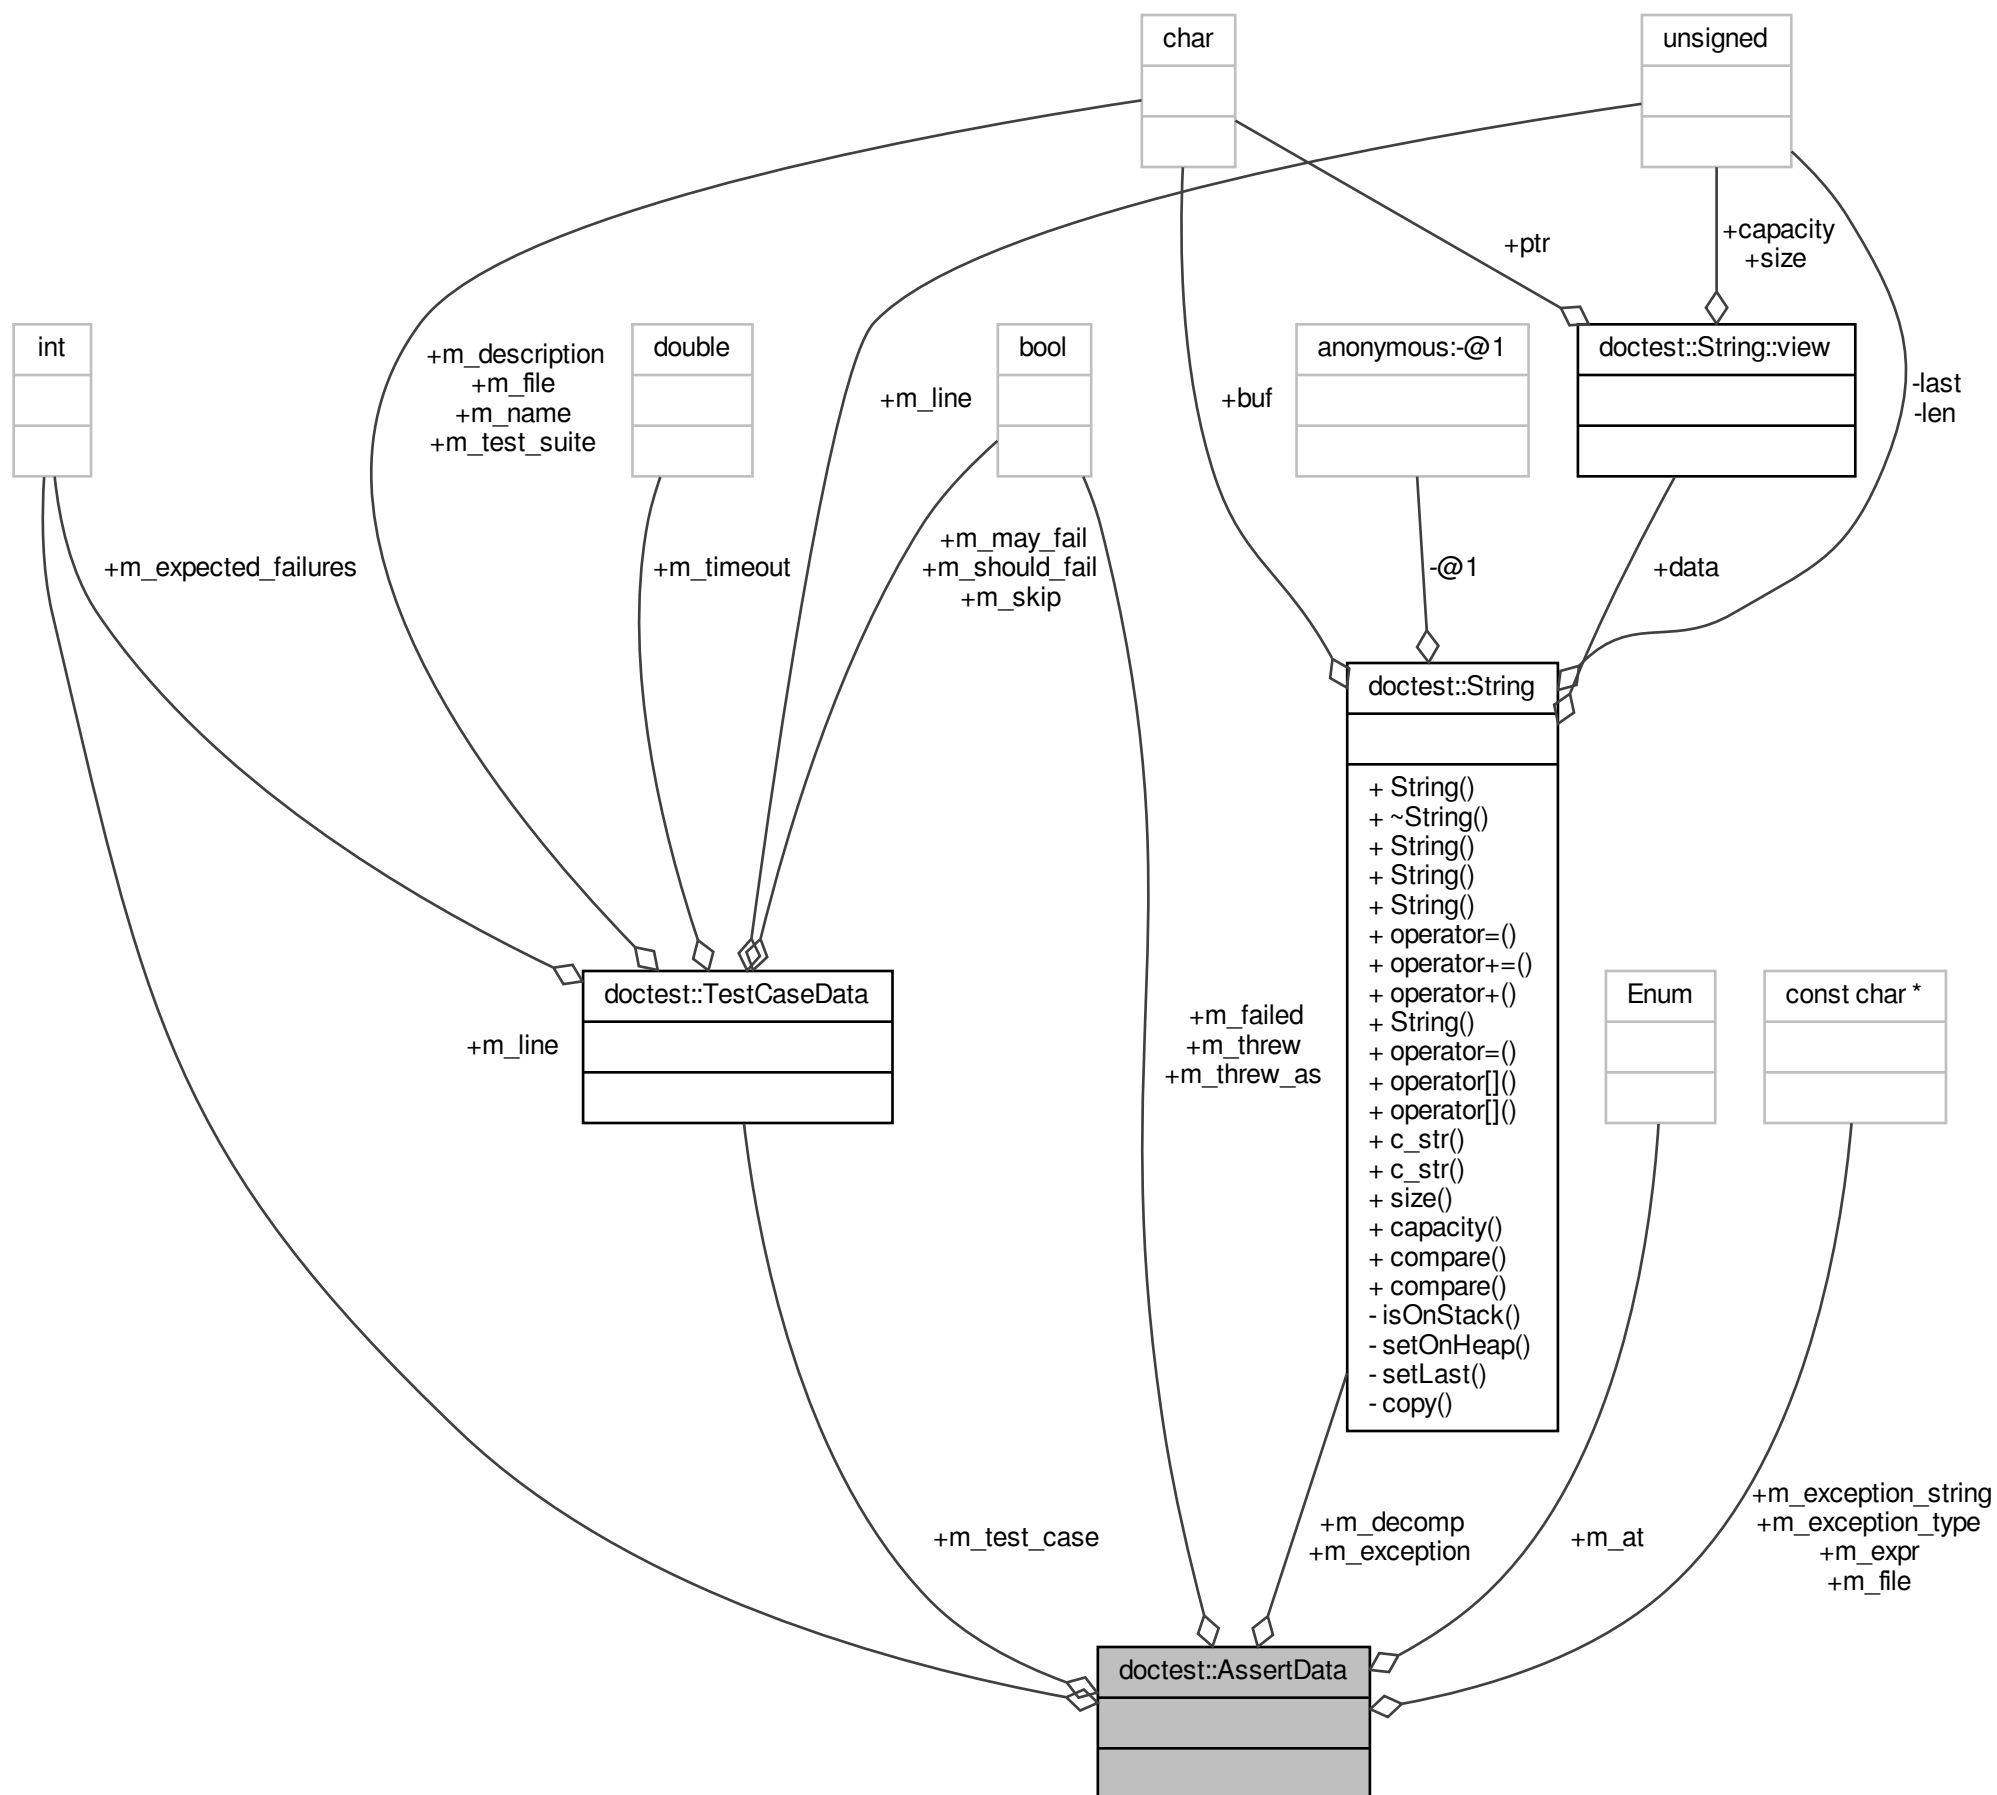 char
unsigned
+ptr
+capacity
+size
int
+m_description
+m_file
+m_name
+m_test_suite
double
+m_line
bool
+buf
anonymous:-@1
doctest::String::view
-last
-len
+m_expected_failures
+m_timeout
+m_may_fail
+m_should_fail
+m_skip
-@1
+data
doctest::String
+ String()
+ ~String()
+ String()
+ String()
+ String()
+ operator=()
+ operator+=()
+ operator+()
+ String()
+ operator=()
+ operator[]()
+ operator[]()
+ c_str()
+ c_str()
+ size()
+ capacity()
+ compare()
+ compare()
- isOnStack()
- setOnHeap()
- setLast()
- copy()
doctest::TestCaseData
+m_line
+m_failed
+m_threw
+m_threw_as
Enum
const char *
+m_test_case
+m_decomp
+m_exception
+m_at
+m_exception_string
+m_exception_type
+m_expr
+m_file
doctest::AssertData